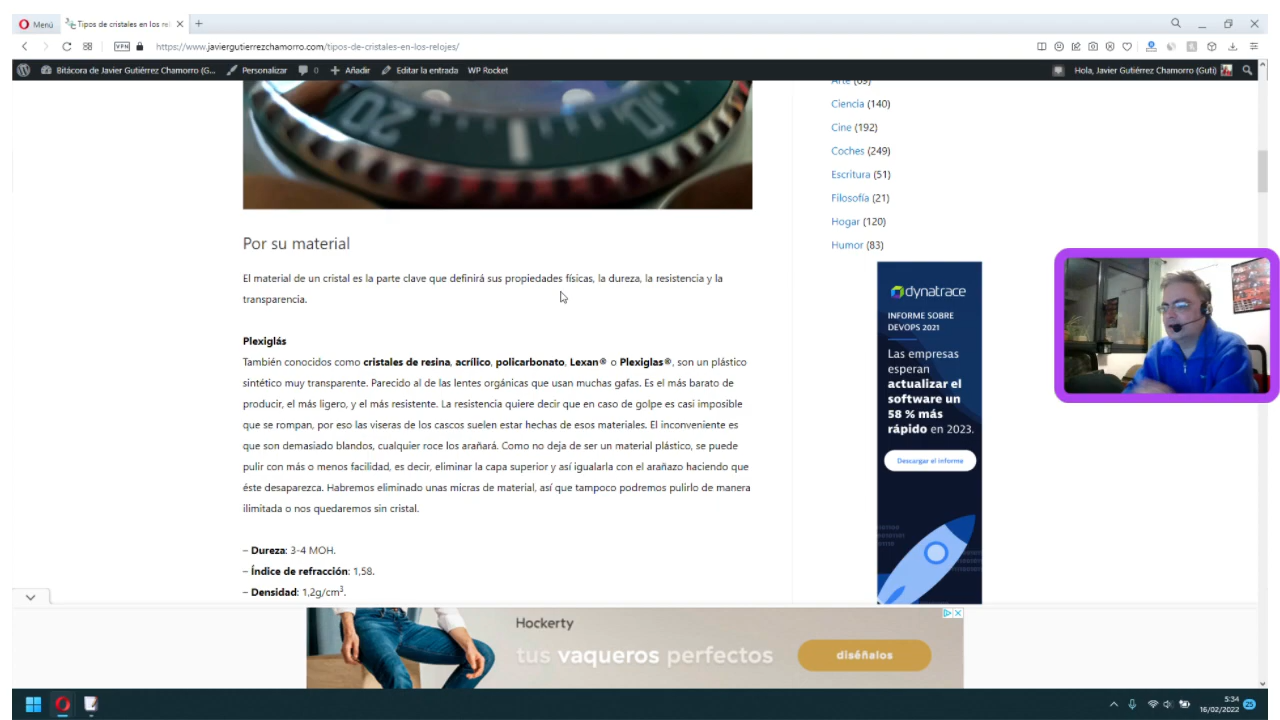 Menú
Tipos de cristales en los rel
VPN
https://www.javiergutierrezchamorro.com/tipos-de-cristales-en-los-relojes/
Bitácora de Javier Gutiérrez Chamorro (G...
Personalizar
0
Añadir
Editar la entrada
WP Rocket
Hola, Javier Gutiérrez Chamorro (Guti)
20
10
Arte (69)
Ciencia (140)
Cine (192)
Coches (249)
Escritura (51)
Filosofía (21)
Hogar (120)
Humor (83)
Por su material
El material de un cristal es la parte clave que definirá sus propiedades físicas, la dureza, la resistencia y la
transparencia.
Plexiglás
También conocidos como cristales de resina, acrílico, policarbonato, Lexan® o Plexiglas®, son un plástico
sintético muy transparente. Parecido al de las lentes orgánicas que usan muchas gafas. Es el más barato de
producir, el más ligero, y el más resistente. La resistencia quiere decir que en caso de golpe es casi imposible
que se rompan, por eso las viseras de los cascos suelen estar hechas de esos materiales. El inconveniente es
que son demasiado blandos, cualquier roce los arañará. Como no deja de ser un material plástico, se puede
pulir con más o menos facilidad, es decir, eliminar la capa superior y así igualarla con el arañazo haciendo que
éste desaparezca. Habremos eliminado unas micras de material, así que tampoco podremos pulirlo de manera
ilimitada o nos quedaremos sin cristal.
– Dureza: 3-4 MOH.
– Índice de refracción: 1,58.
– Densidad: 1,2g/cm³.
dynatrace
INFORME SOBRE
DEVOPS 2021
Las empresas
esperan
actualizar el
software un
58 % más
rápido en 2023.
Descargar el informe
Hockerty
tus vaqueros perfectos
diséñalos
5:34
16/02/2022
25